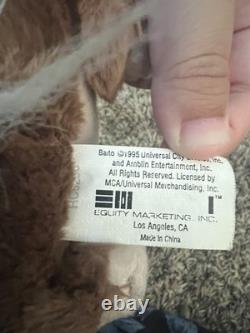 Balto ©1995 Universal City Studios, Inc.
and Amblin Entertainment, Inc.
All Rights Reserved. Licensed by
MCA/Universal Merchandising, Inc.
TM
EQUITY MARKETING, INC.
Los Angeles, CA
Made in China